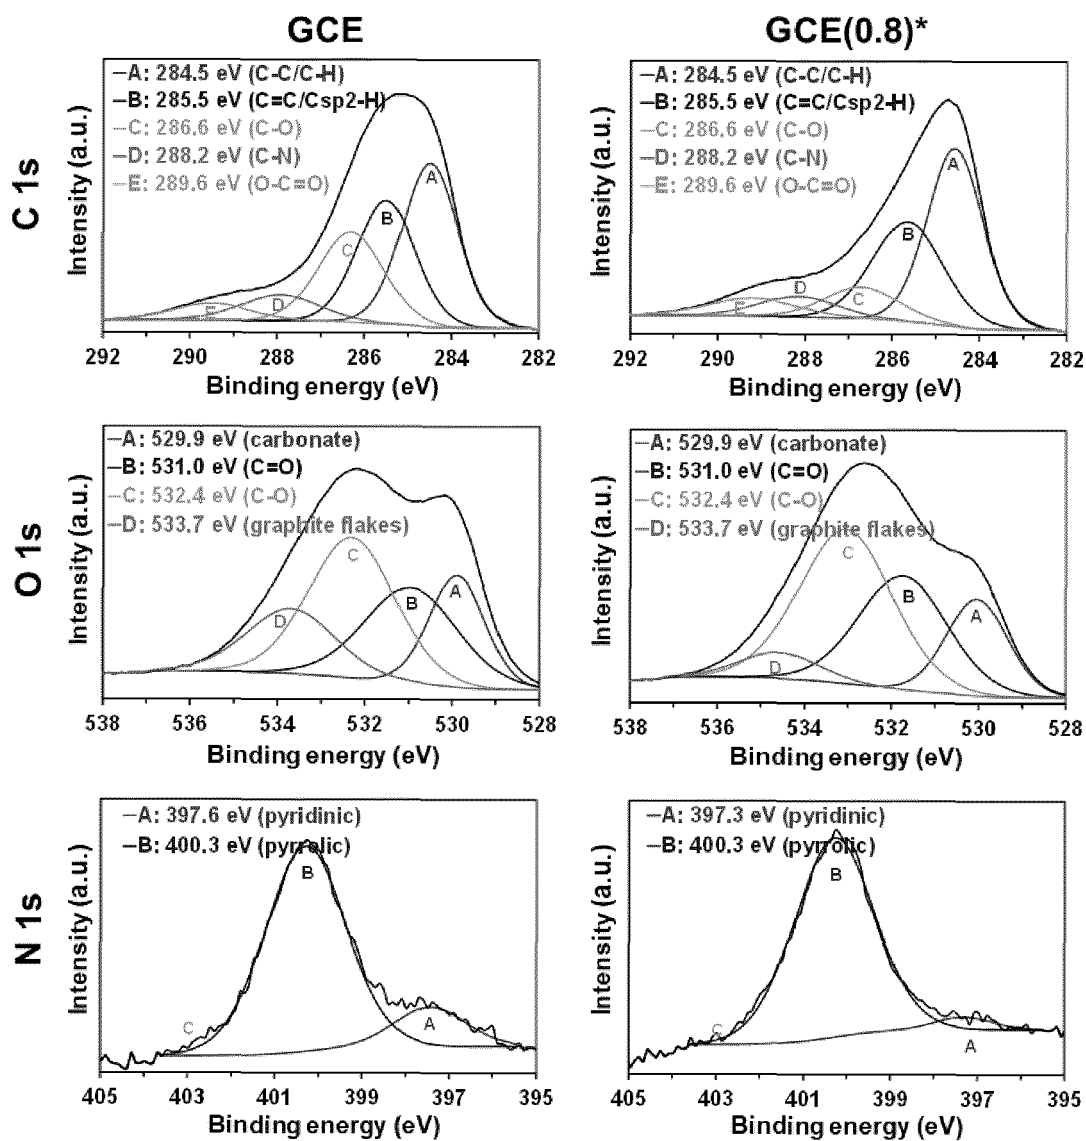 GCE
GCE(0.8)*
C 1s
Intensity (a.u.)
–A: 284.5 eV (C-C/C-H)
–B: 285.5 eV (C=C/Csp2-H)
–C: 286.6 eV (C-O)
–D: 288.2 eV (C-N)
–E: 289.6 eV (O-C=O)
A
B
C
D
E
292 290 288 286 284 282
Binding energy (eV)
Intensity (a.u.)
–A: 284.5 eV (C-C/C-H)
–B: 285.5 eV (C=C/Csp2-H)
–C: 286.6 eV (C-O)
–D: 288.2 eV (C-N)
–E: 289.6 eV (O-C=O)
A
B
D
C
E
292 290 288 286 284 282
Binding energy (eV)
O 1s
Intensity (a.u.)
–A: 529.9 eV (carbonate)
–B: 531.0 eV (C=O)
–C: 532.4 eV (C-O)
–D: 533.7 eV (graphite flakes)
C
A
B
D
538 536 534 532 530 528
Binding energy (eV)
Intensity (a.u.)
–A: 529.9 eV (carbonate)
–B: 531.0 eV (C=O)
–C: 532.4 eV (C-O)
–D: 533.7 eV (graphite flakes)
C
B
A
D
538 536 534 532 530 528
Binding energy (eV)
N 1s
Intensity (a.u.)
–A: 397.6 eV (pyridinic)
–B: 400.3 eV (pyrrolic)
B
C
A
405 403 401 399 397 395
Binding energy (eV)
Intensity (a.u.)
–A: 397.3 eV (pyridinic)
–B: 400.3 eV (pyrrolic)
B
C
A
405 403 401 399 397 395
Binding energy (eV)